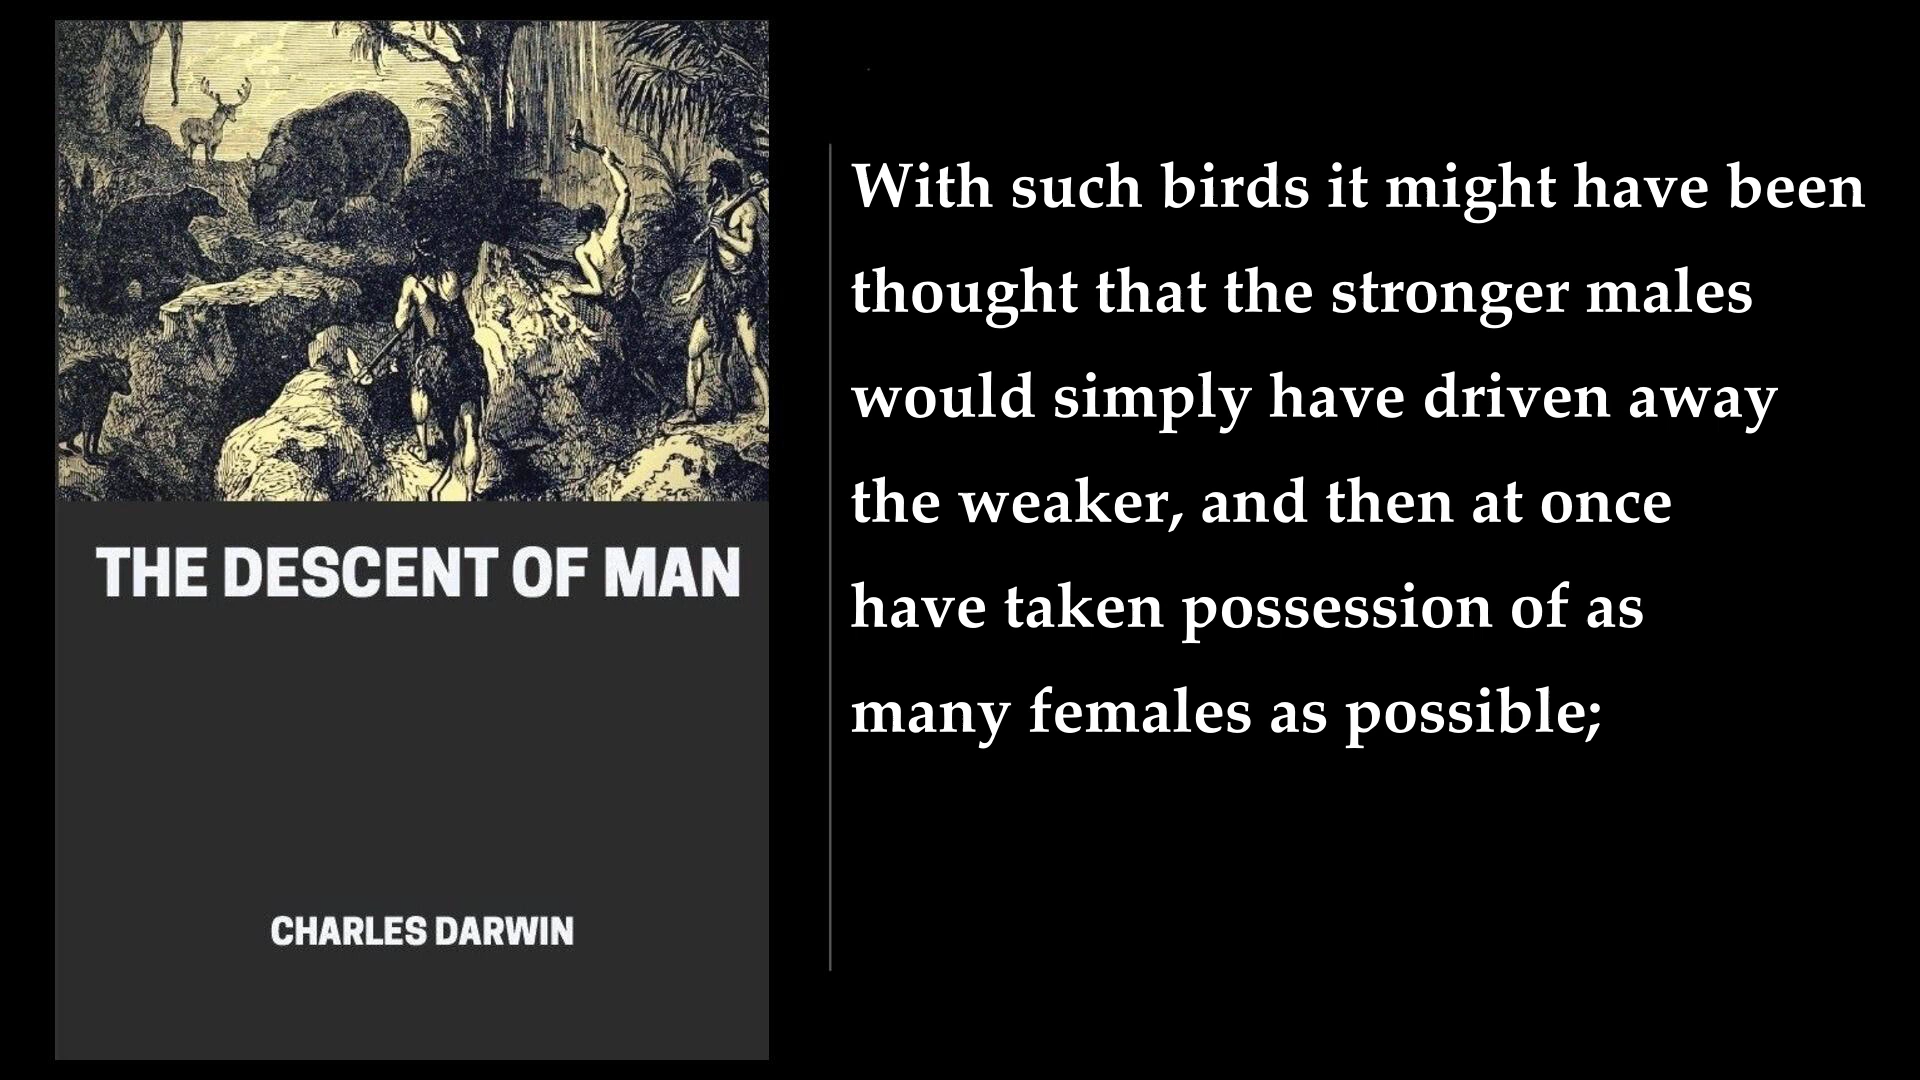 THE DESCENT OF MAN
CHARLES DARWIN
With such birds it might have been
thought that the stronger males
would simply have driven away
the weaker, and then at once
have taken possession of as
many females as possible;